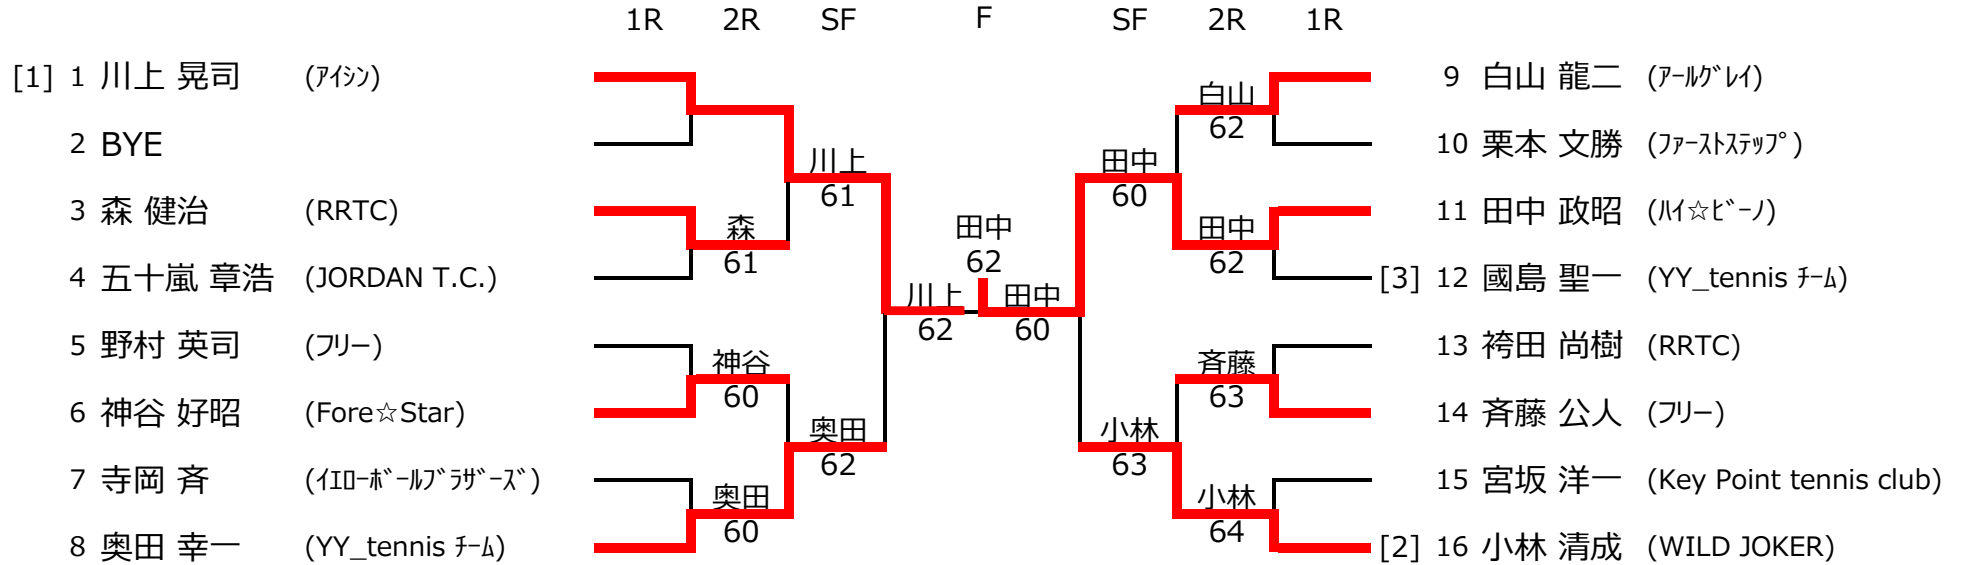 1R 2R SF F SF 2R 1R
[1] 1 川上 晃司 (ｱｲｼﾝ)
2 BYE
3 森 健治 (RRTC)
4 五十嵐 章浩 (JORDAN T.C.)
5 野村 英司 (ﾌﾘｰ)
6 神谷 好昭 (Fore☆Star)
7 寺岡 斉 (ｲｴﾛｰﾎﾞｰﾙﾌﾞﾗｻﾞｰｽﾞ)
8 奥田 幸一 (YY_tennis ﾁｰﾑ)
森
61
神谷
60
奥田
60
川上
61
奥田
62
川上
62
田中
62
田中
60
田中
60
小林
63
白山
62
田中
62
斉藤
63
小林
64
9 白山 龍二 (ｱｰﾙｸﾞﾚｲ)
10 栗本 文勝 (ﾌｧｰｽﾄｽﾃｯﾌﾟ)
11 田中 政昭 (ﾊｲ☆ﾋﾞｰﾉ)
[3] 12 國島 聖一 (YY_tennis ﾁｰﾑ)
13 袴田 尚樹 (RRTC)
14 斉藤 公人 (ﾌﾘｰ)
15 宮坂 洋一 (Key Point tennis club)
[2] 16 小林 清成 (WILD JOKER)